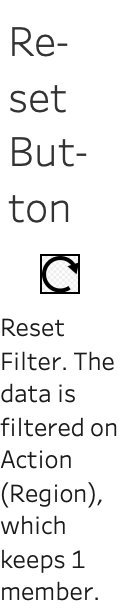 Re-
set
But-
ton
Reset
Filter. The
data is
filtered on
Action
(Region),
which
keeps 1
member.